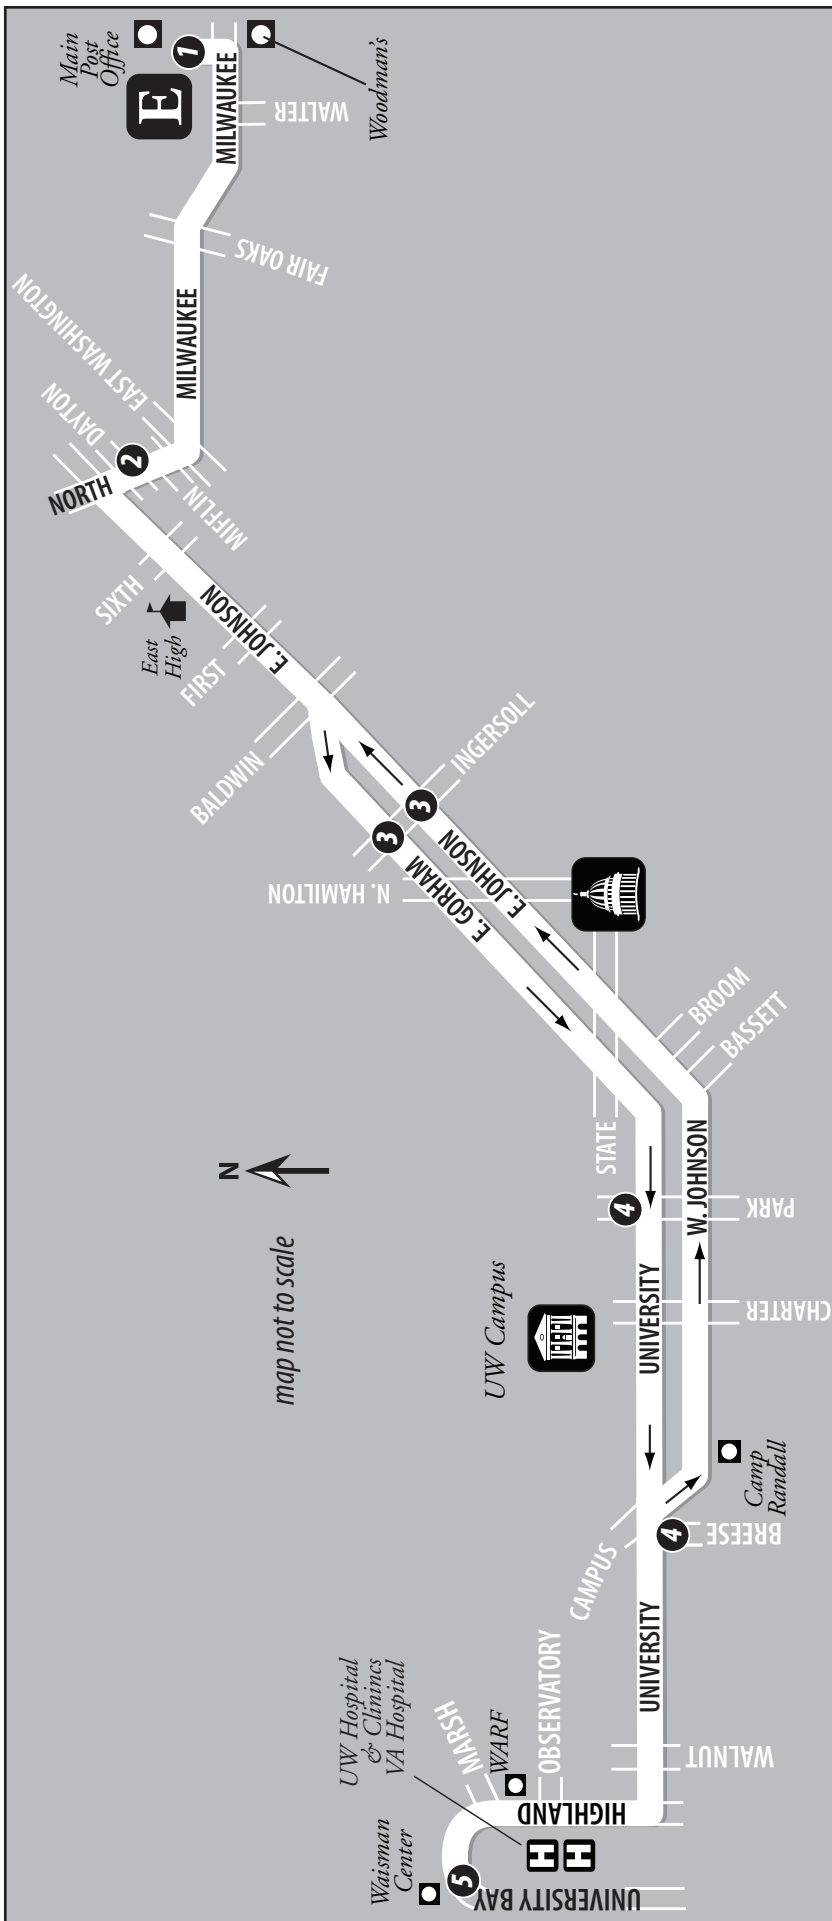 Main
Post
Office
1
E
MILWAUKEE
Woodman's
WALTER
FAIR OAKS
MILWAUKEE
EAST WASHINGTON
DAYTON
2
NORTH
MIFFLIN
SIXTH
East
High
E. JOHNSON
FIRST
BALDWIN
INGERSOLL
3
3
N. HAMILTON
E. GORHAM
E. JOHNSON
BROOM
BASSETT
STATE
N
map not to scale
4
W. JOHNSON
PARK
UW Campus
UNIVERSITY
CHARTER
Camp
Randall
4
BREESE
CAMPUS
UNIVERSITY
UW Hospital
& Clinincs
VA Hospital
MARSH
WARF
OBSERVATORY
WALNUT
HIGHLAND
H H
Waisman
Center
5
UNIVERSITY BAY